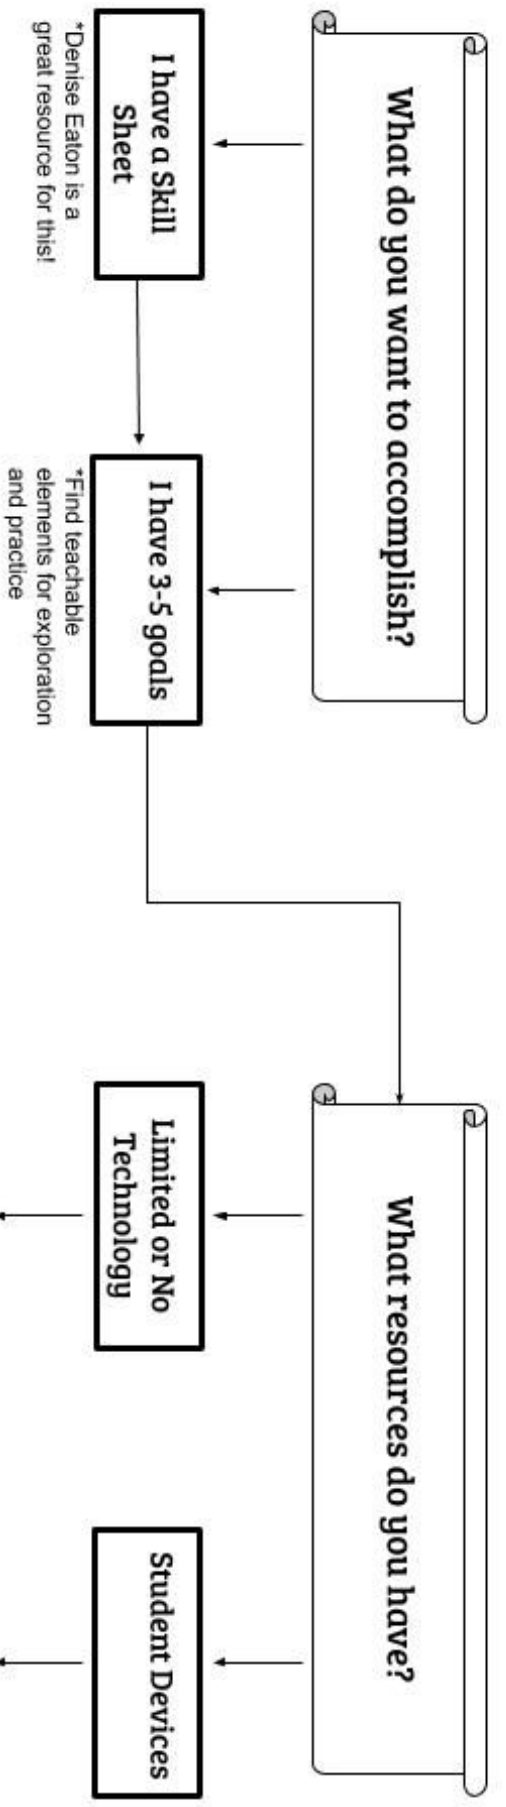 What do you want to accomplish?
I have a Skill
Sheet
*Denise Eaton is a
great resource for this!
I have 3-5 goals
*Find teachable
elements for exploration
and practice
What resources do you have?
Limited or No
Technology
Student Devices